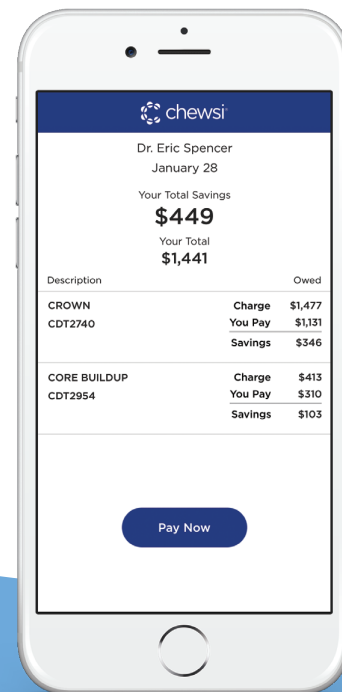 chewsi
Dr. Eric Spencer
January 28
Your Total Savings
$449
Your Total
$1,441
Description Owed
CROWN Charge $1,477
CDT2740 You Pay $1,131
Savings $346
CORE BUILDUP Charge $413
CDT2954 You Pay $310
Savings $103
Pay Now